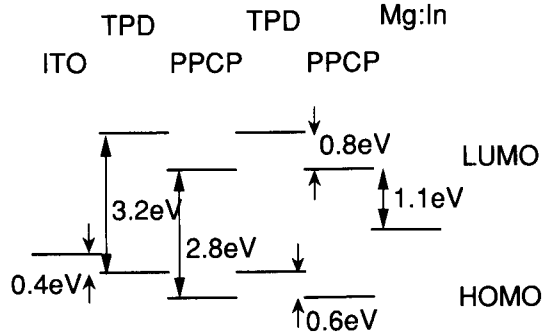 TPD TPD Mg:In
ITO PPCP PPCP
0.8eV LUMO
3.2eV 1.1eV
2.8eV
0.4eV HOMO
0.6eV